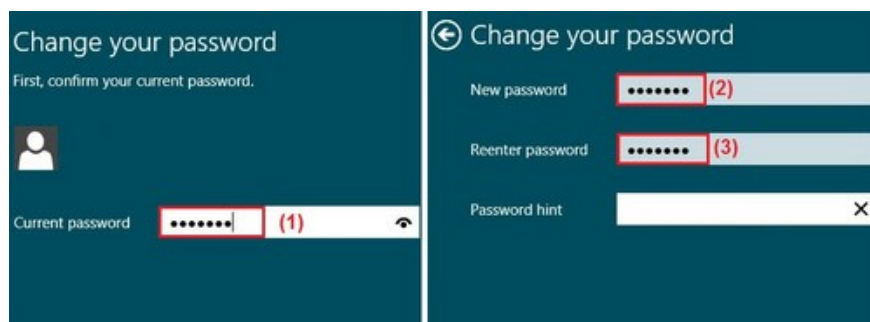 Change your password
First, confirm your current password.
Current password ••••••• (1)
Change your password
New password ••••••• (2)
Reenter password ••••••• (3)
Password hint